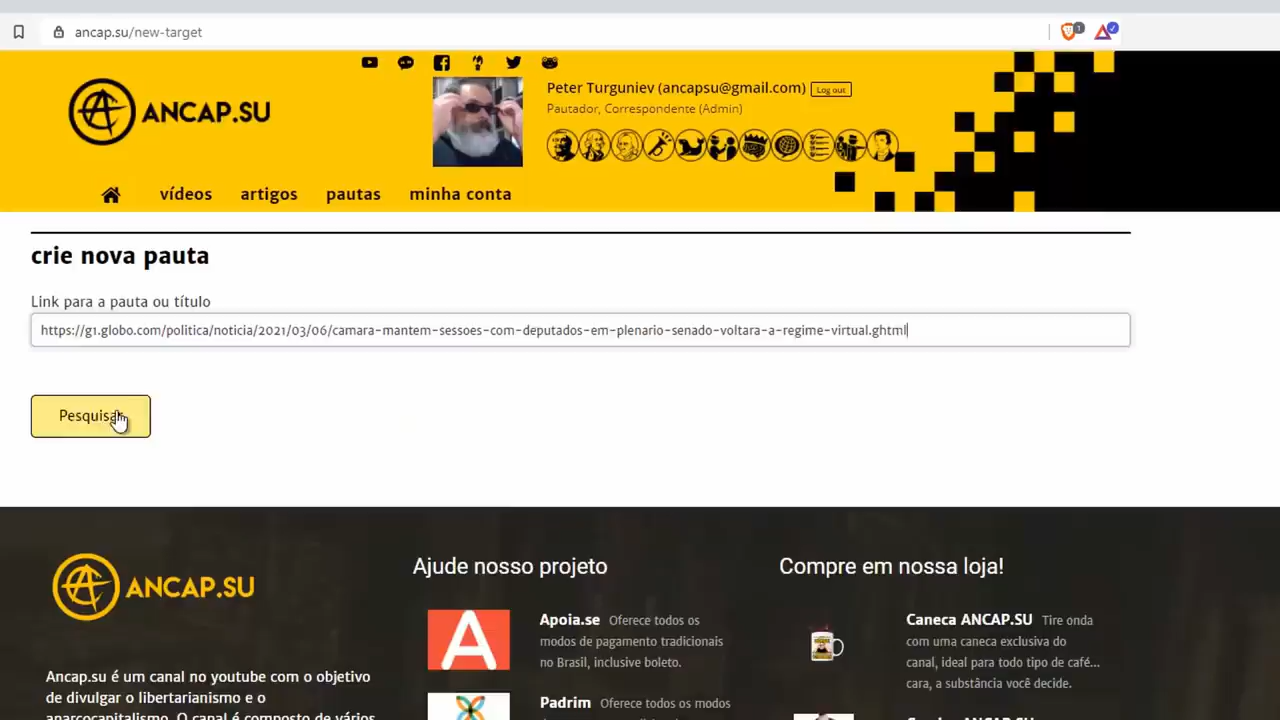 ancap.su/new-target
ANCAP.SU
Peter Turguniev (ancapsu@gmail.com) Log out
Pautador, Correspondente (Admin)
vídeos artigos pautas minha conta
crie nova pauta
Link para a pauta ou título
https://g1.globo.com/politica/noticia/2021/03/06/camara-mantem-sessoes-com-deputados-em-plenario-senado-voltara-a-regime-virtual.ghtml
Pesquisar
ANCAP.SU
Ancap.su é um canal no youtube com o objetivo
de divulgar o libertarianismo e o
anarcocapitalismo. O canal é composto de vários
Ajude nosso projeto
Apoia.se Oferece todos os
modos de pagamento tradicionais
no Brasil, inclusive boleto.
Padrim Oferece todos os modos
Compre em nossa loja!
Caneca ANCAP.SU Tire onda
com uma caneca exclusiva do
canal, ideal para todo tipo de café...
cara, a substância você decide.